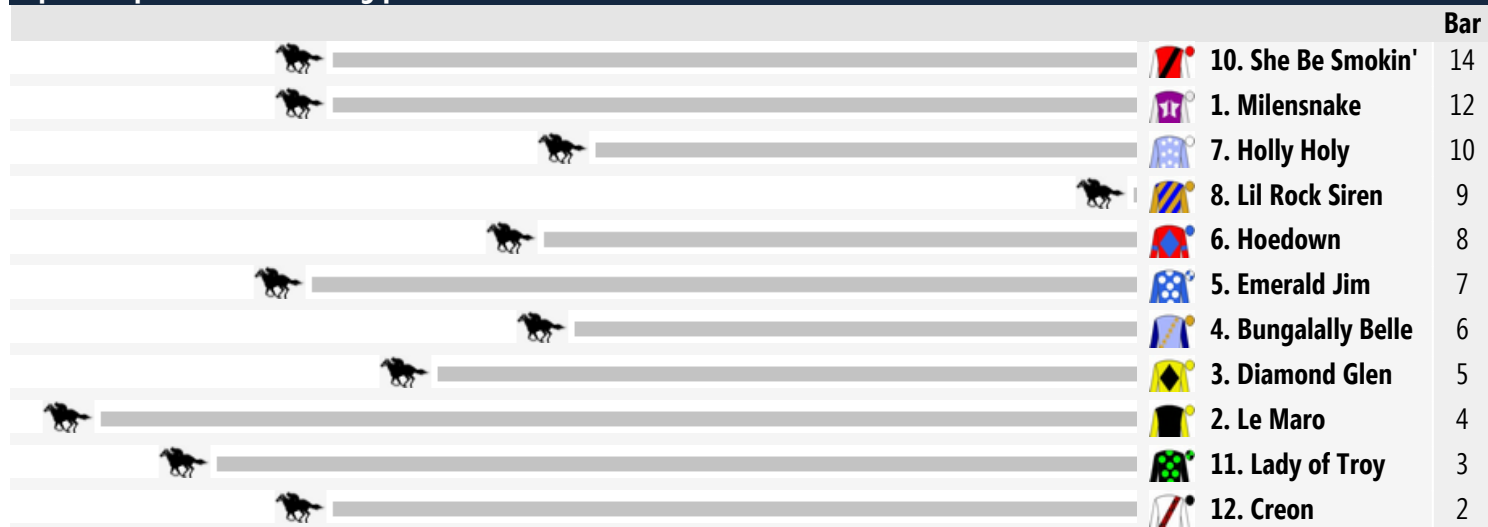 Bar
10. She Be Smokin' 14
1. Milensnake 12
7. Holly Holy 10
8. Lil Rock Siren 9
6. Hoedown 8
5. Emerald Jim 7
4. Bungalally Belle 6
3. Diamond Glen 5
2. Le Maro 4
11. Lady of Troy 3
12. Creon 2